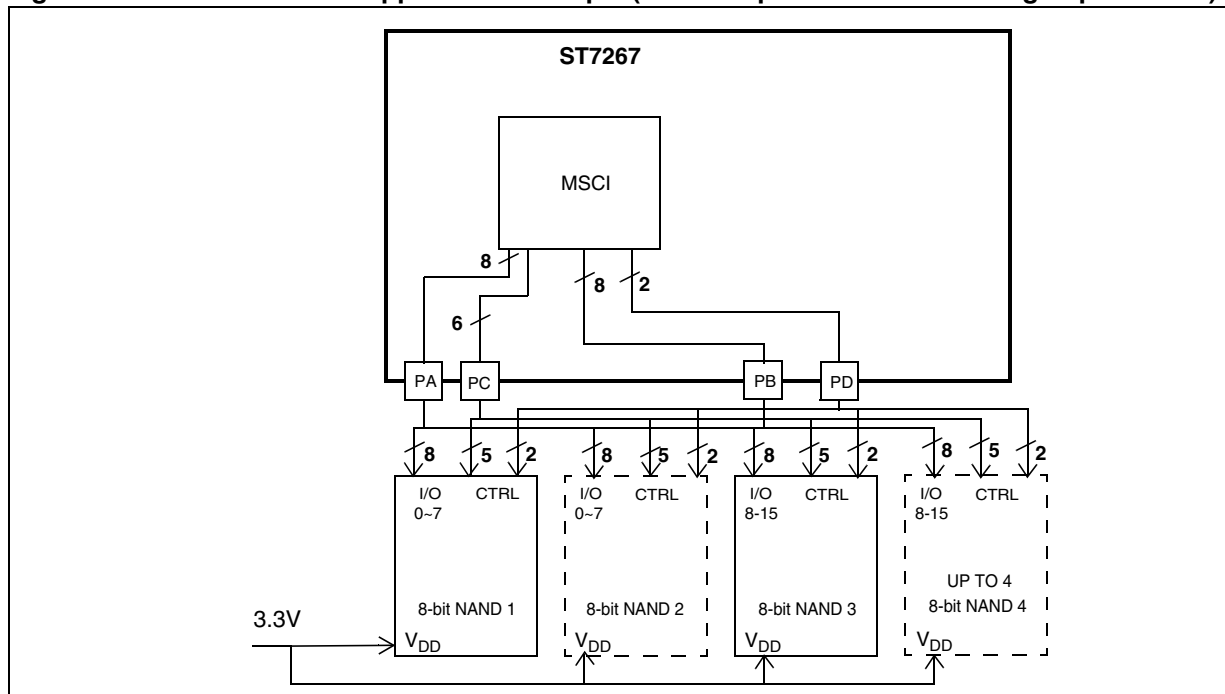 ST7267
MSCI
8
8
2
6
PA
PC
PB
PD
8
5
2
8
5
2
8
5
2
8
5
2
I/O
0~7
CTRL
I/O
0~7
CTRL
I/O
8-15
CTRL
I/O
8-15
CTRL
8-bit NAND 1
8-bit NAND 2
8-bit NAND 3
UP TO 4
8-bit NAND 4
3.3V
VDD
VDD
VDD
VDD